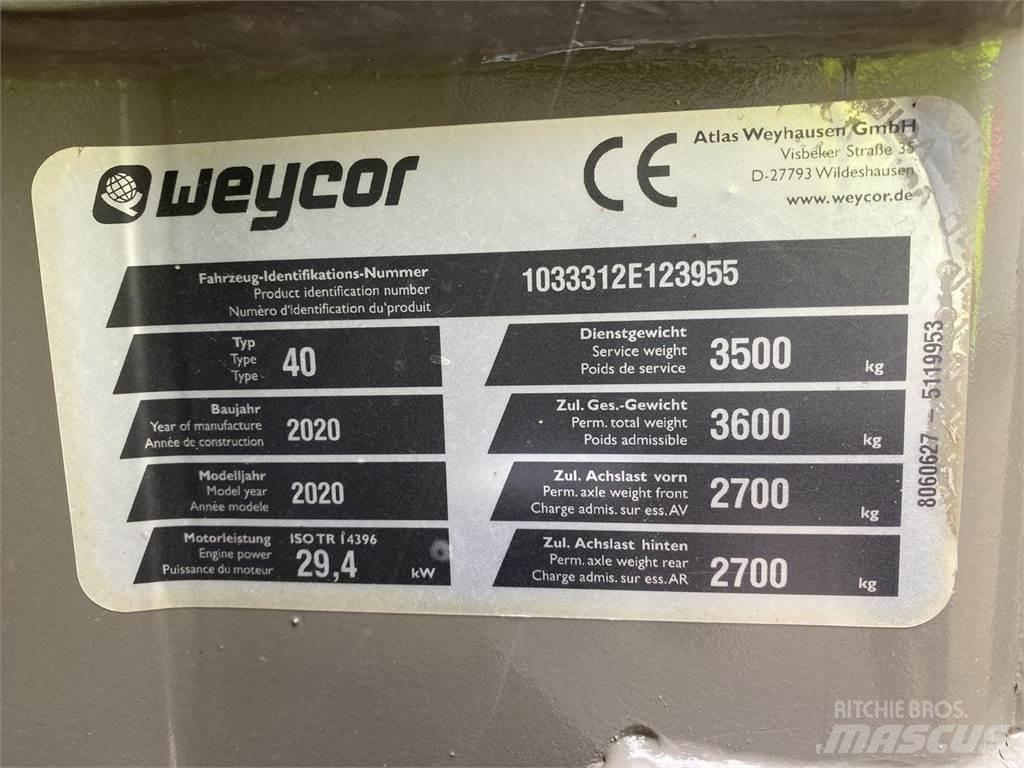 weycor
CE
Atlas Weyhausen GmbH
Visbeker Straße 35
D-27793 Wildeshausen
www.weycor.de
Fahrzeug-Identifikations-Nummer
Product identification number
Numéro d'identification du produit
1033312E123955
Typ
Type
Type
40
Baujahr
Year of manufacture
Année de construction
2020
Modelljahr
Model year
Année modele
2020
Motorleistung ISO TR 14396
Engine power
Puissance du moteur
29,4 kW
Dienstgewicht
Service weight
Poids de service
3500 kg
Zul. Ges.-Gewicht
Perm. total weight
Poids admissible
3600 kg
Zul. Achslast vorn
Perm. axle weight front
Charge admis. sur ess. AV
2700 kg
Zul. Achslast hinten
Perm. axle weight rear
Charge admis. sur ess. AR
2700 kg
8060627 – 5119953
RITCHIE BROS.
MASCUS